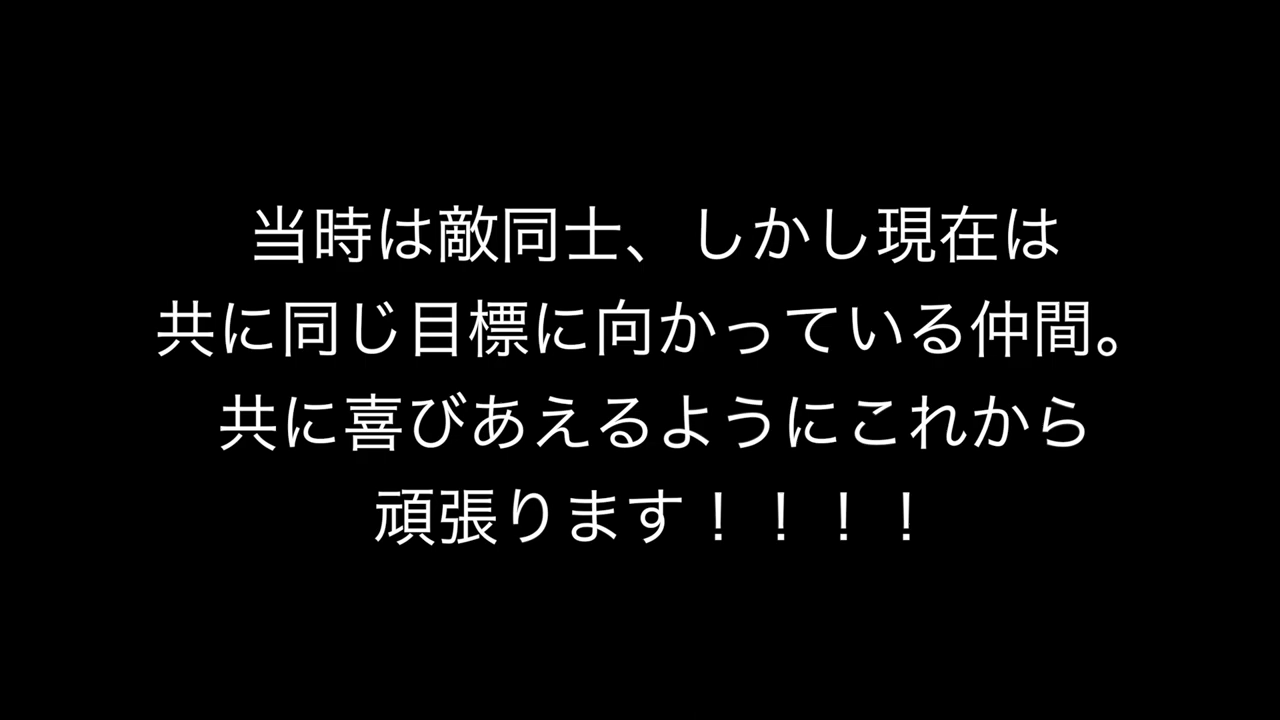 当時は敵同士、しかし現在は
共に同じ目標に向かっている仲間。
共に喜びあえるようにこれから
頑張ります！！！！